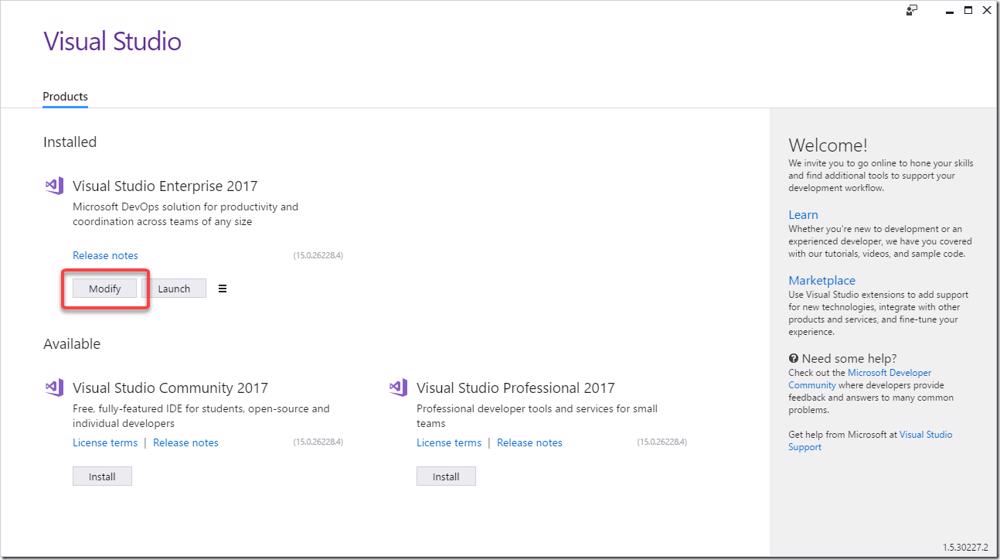 Visual Studio
Products
Installed
Visual Studio Enterprise 2017
Microsoft DevOps solution for productivity and
coordination across teams of any size
Release notes (15.0.26228.4)
Modify Launch
Available
Visual Studio Community 2017
Free, fully-featured IDE for students, open-source and
individual developers
License terms | Release notes (15.0.26228.4)
Install
Visual Studio Professional 2017
Professional developer tools and services for small
teams
License terms | Release notes (15.0.26228.4)
Install
Welcome!
We invite you to go online to hone your skills
and find additional tools to support your
development workflow.
Learn
Whether you're new to development or an
experienced developer, we have you covered
with our tutorials, videos, and sample code.
Marketplace
Use Visual Studio extensions to add support
for new technologies, integrate with other
products and services, and fine-tune your
experience.
Need some help?
Check out the Microsoft Developer
Community where developers provide
feedback and answers to many common
problems.
Get help from Microsoft at Visual Studio
Support
1.5.30227.2